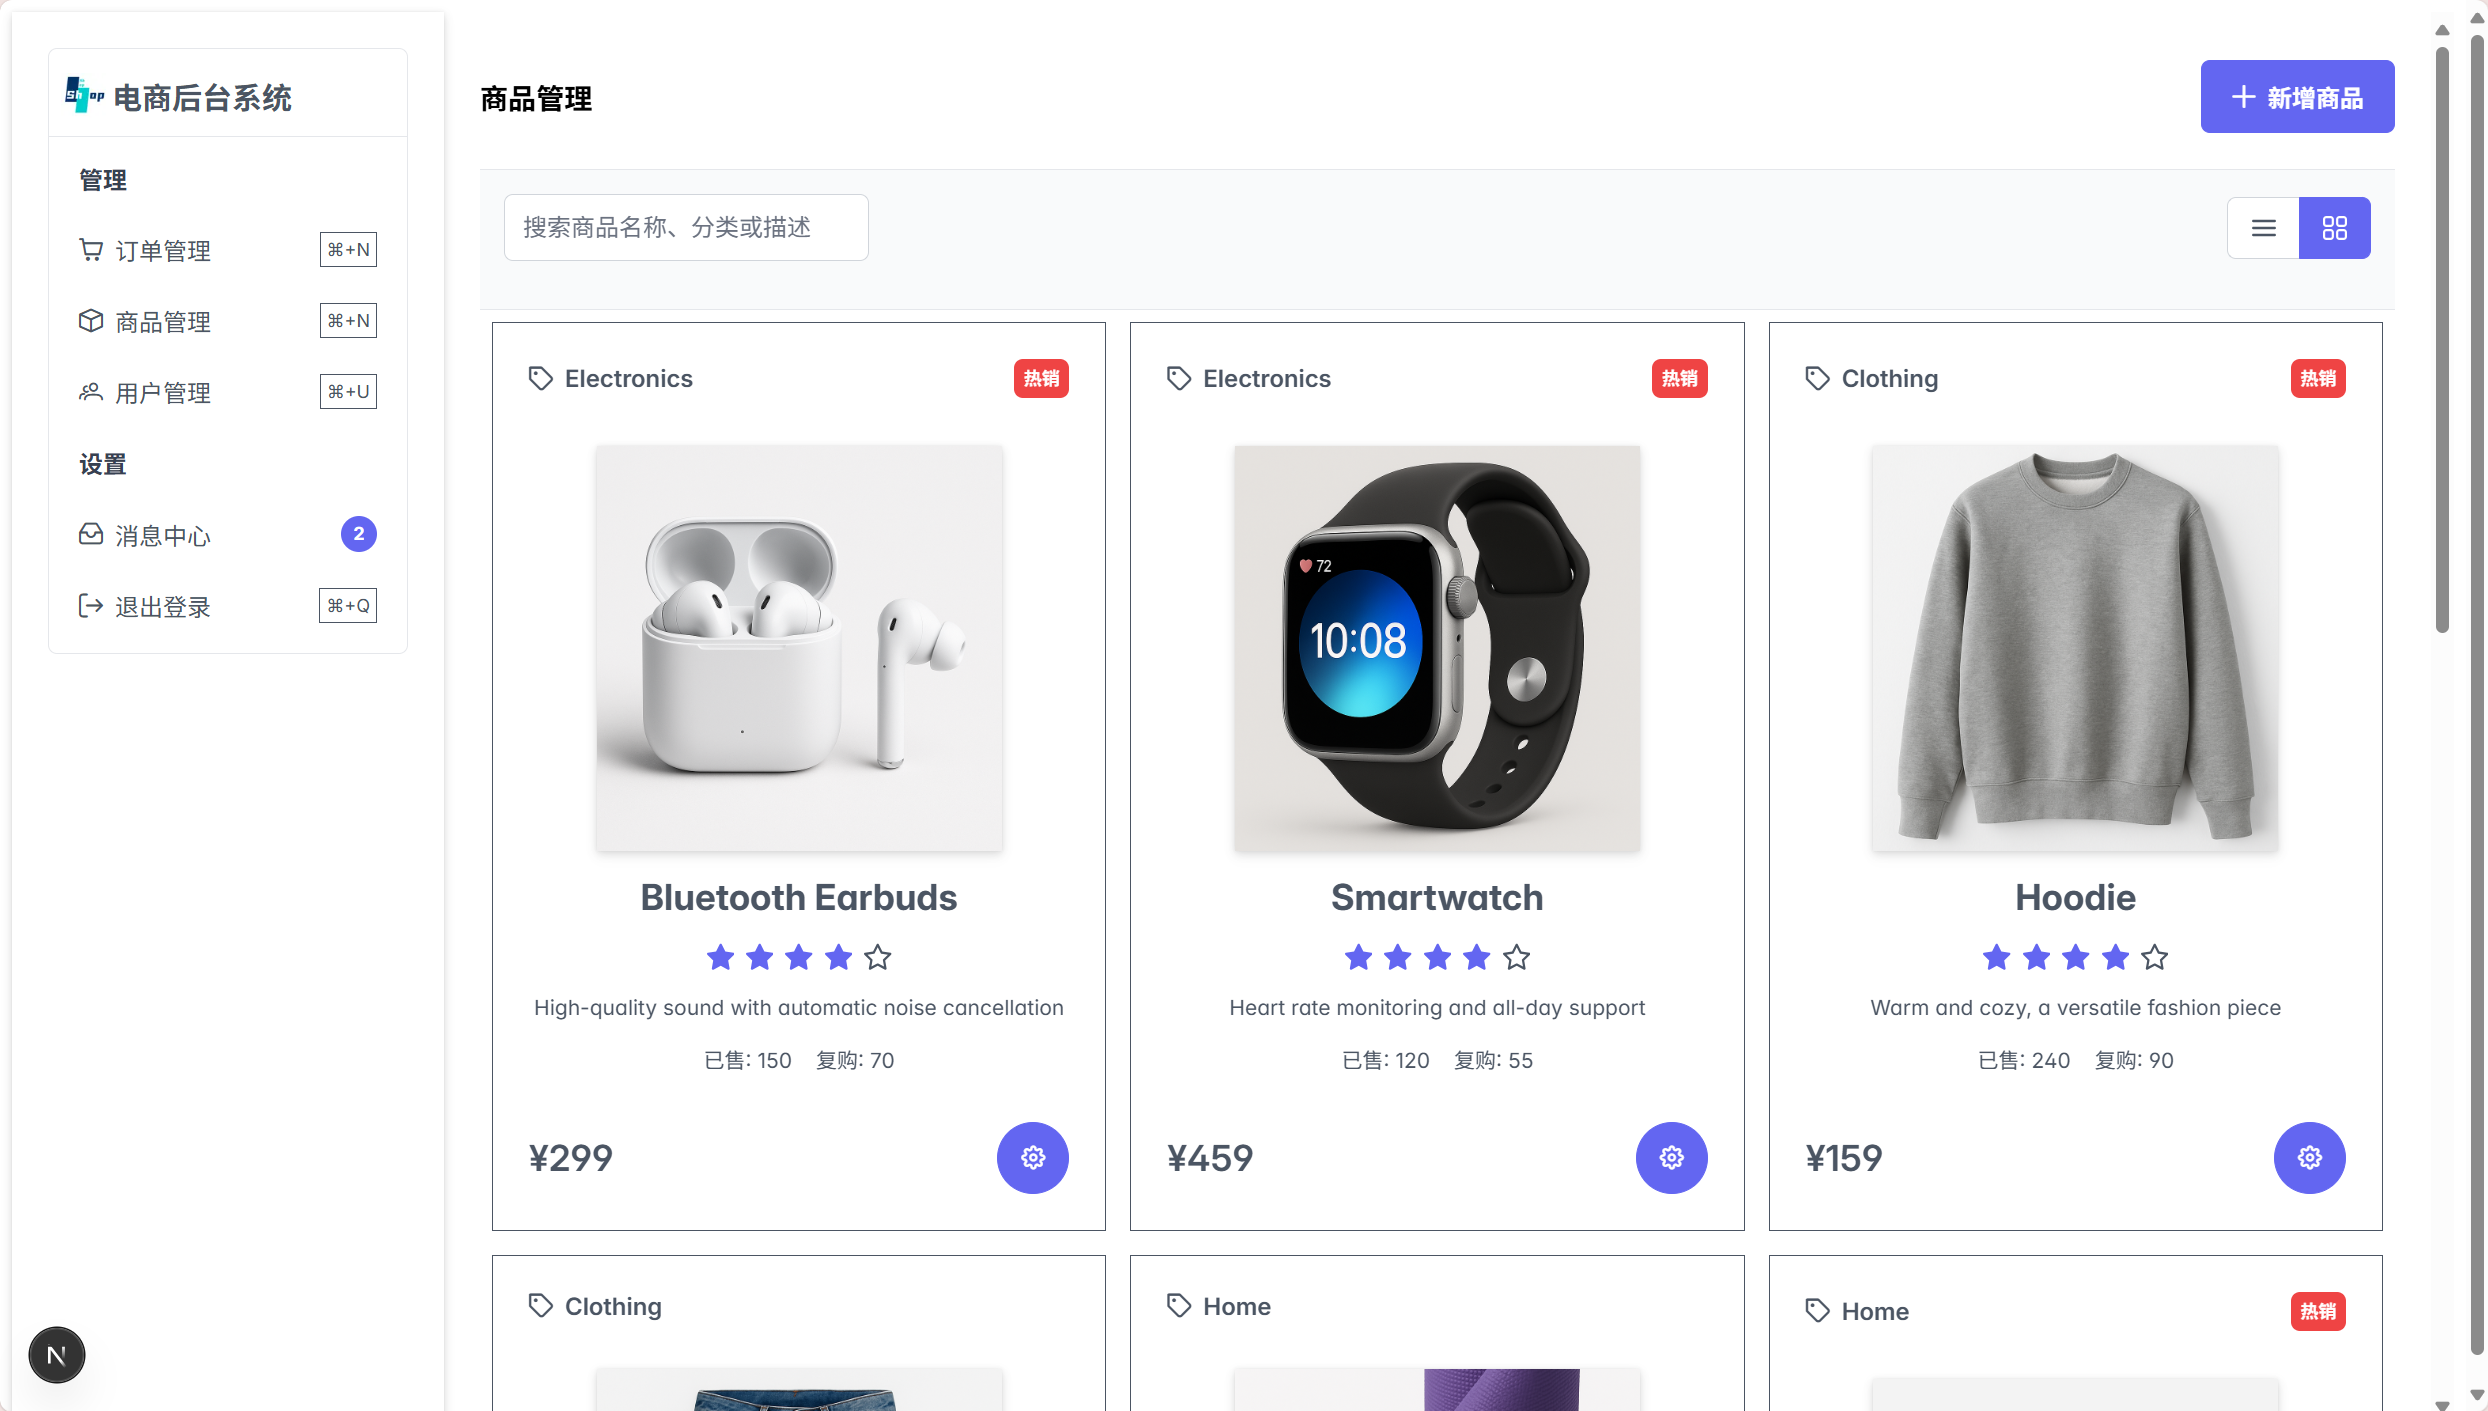 shop 电商后台系统
管理
订单管理 ⌘+N
商品管理 ⌘+N
用户管理 ⌘+U
设置
消息中心 2
退出登录 ⌘+Q
N
商品管理
新增商品
搜索商品名称、分类或描述
Electronics 热销
72
10:08
Bluetooth Earbuds
High-quality sound with automatic noise cancellation
已售: 150 复购: 70
¥299
Electronics 热销
Smartwatch
Heart rate monitoring and all-day support
已售: 120 复购: 55
¥459
Clothing 热销
Hoodie
Warm and cozy, a versatile fashion piece
已售: 240 复购: 90
¥159
Clothing
Home
Home 热销